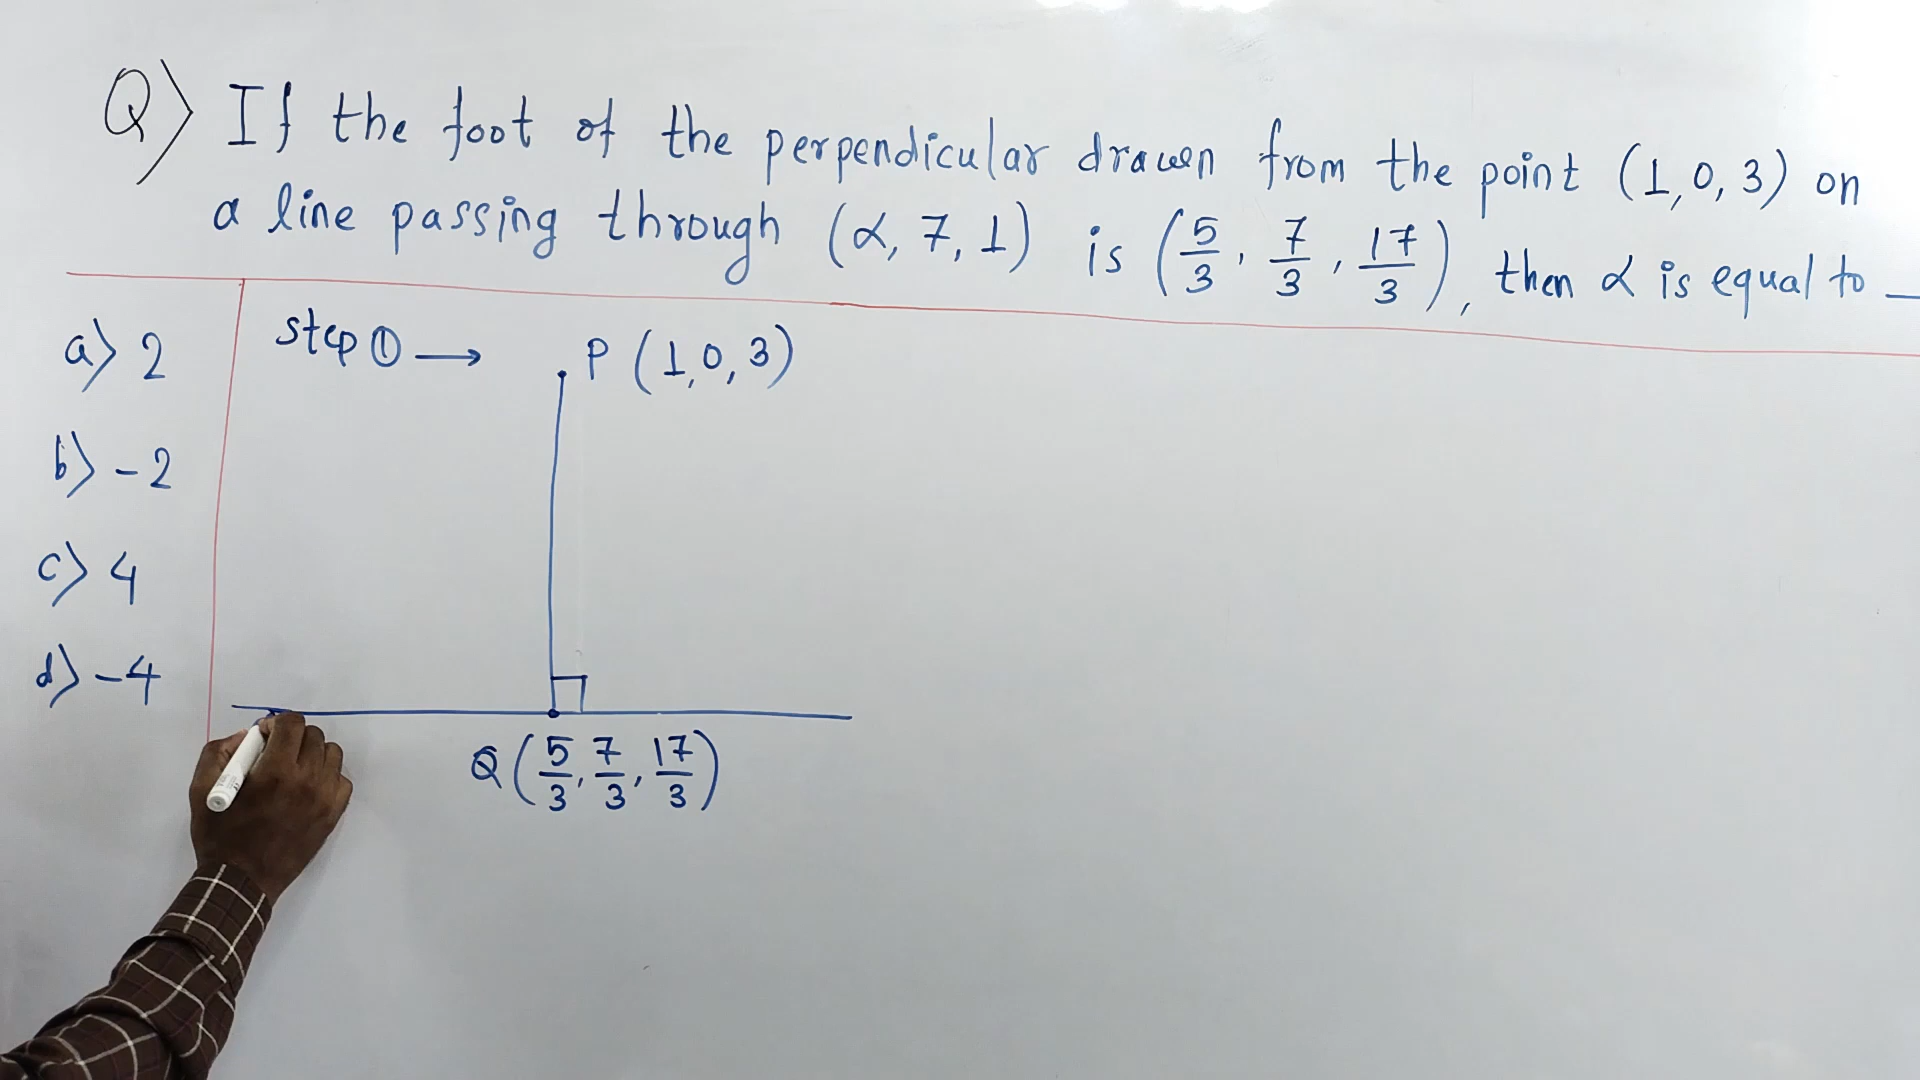 Q) If the foot of the perpendicular drawen from the point (1, 0, 3) on
a line passing through (α, 7, 1) is (5/3, 7/3, 17/3), then α is equal to _
a) 2
b) -2
c) 4
d) -4
step ① →
P (1, 0, 3)
Q (5/3, 7/3, 17/3)